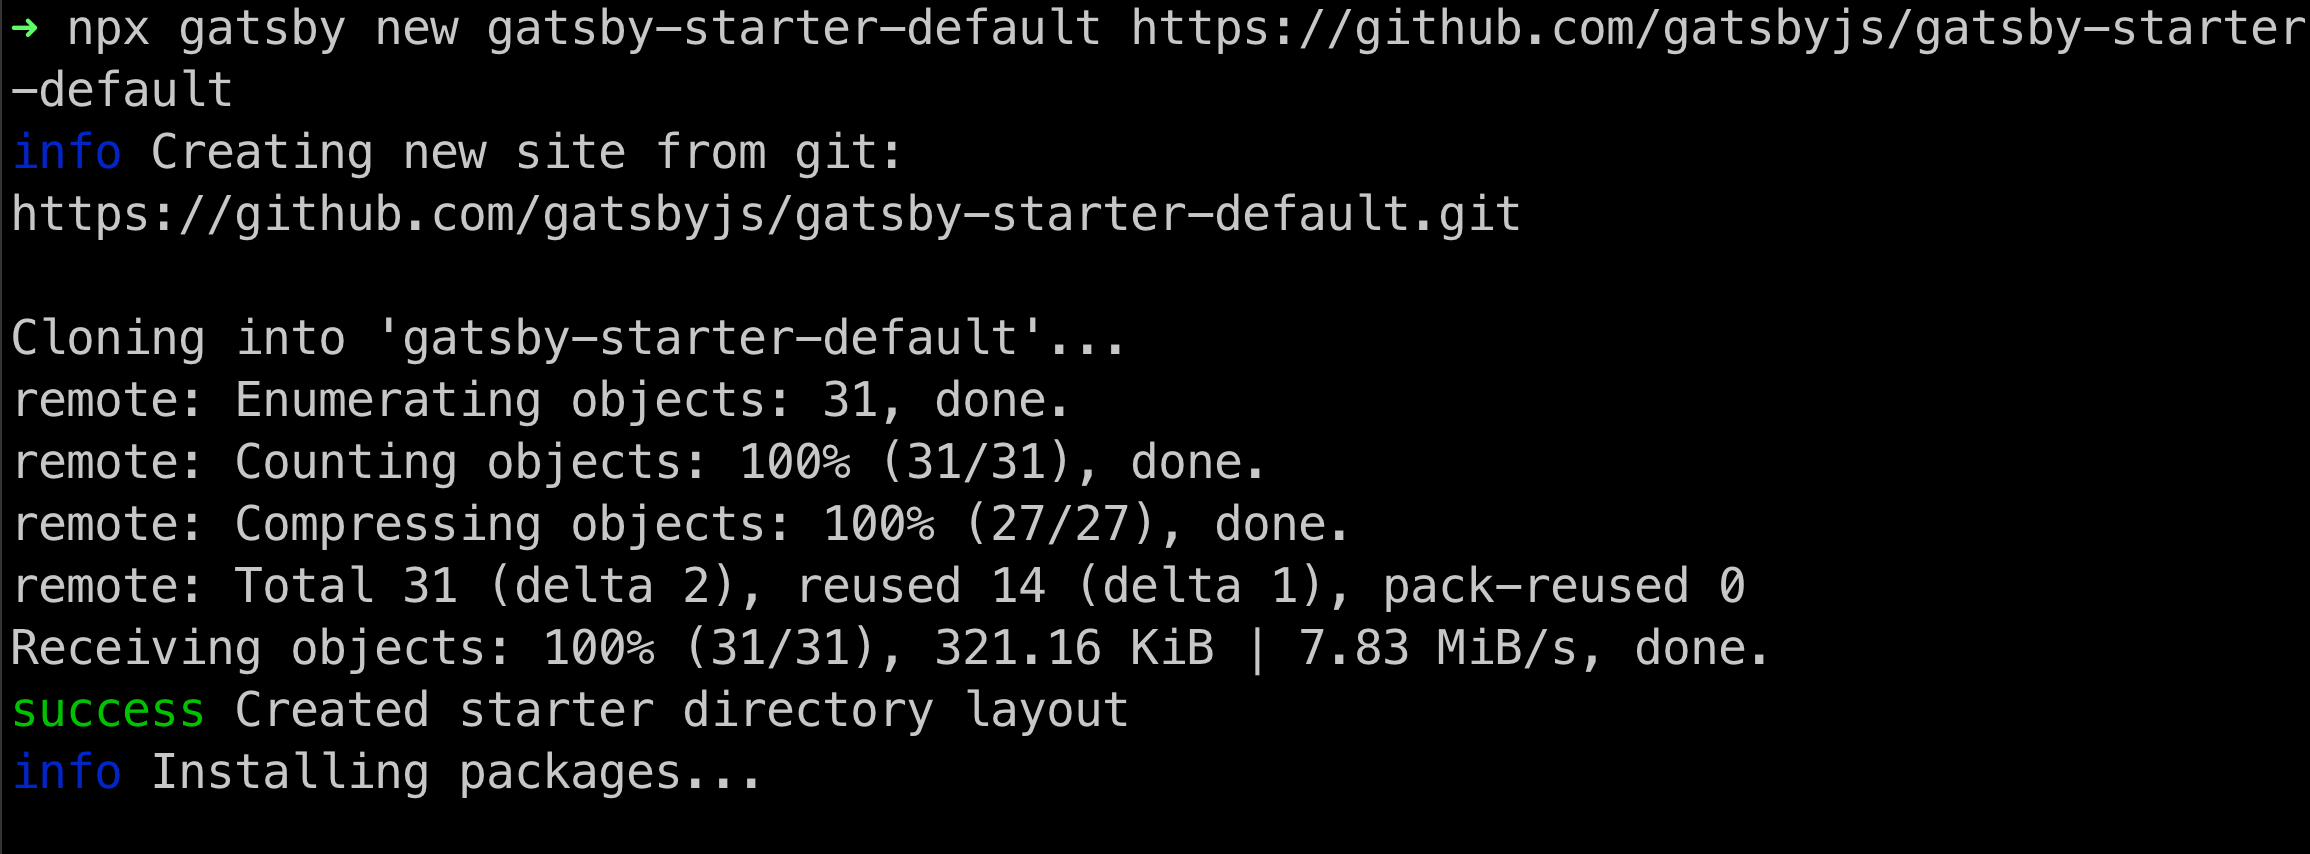 ➜ npx gatsby new gatsby-starter-default https://github.com/gatsbyjs/gatsby-starter
-default
info Creating new site from git:
https://github.com/gatsbyjs/gatsby-starter-default.git

Cloning into 'gatsby-starter-default'...
remote: Enumerating objects: 31, done.
remote: Counting objects: 100% (31/31), done.
remote: Compressing objects: 100% (27/27), done.
remote: Total 31 (delta 2), reused 14 (delta 1), pack-reused 0
Receiving objects: 100% (31/31), 321.16 KiB | 7.83 MiB/s, done.
success Created starter directory layout
info Installing packages...